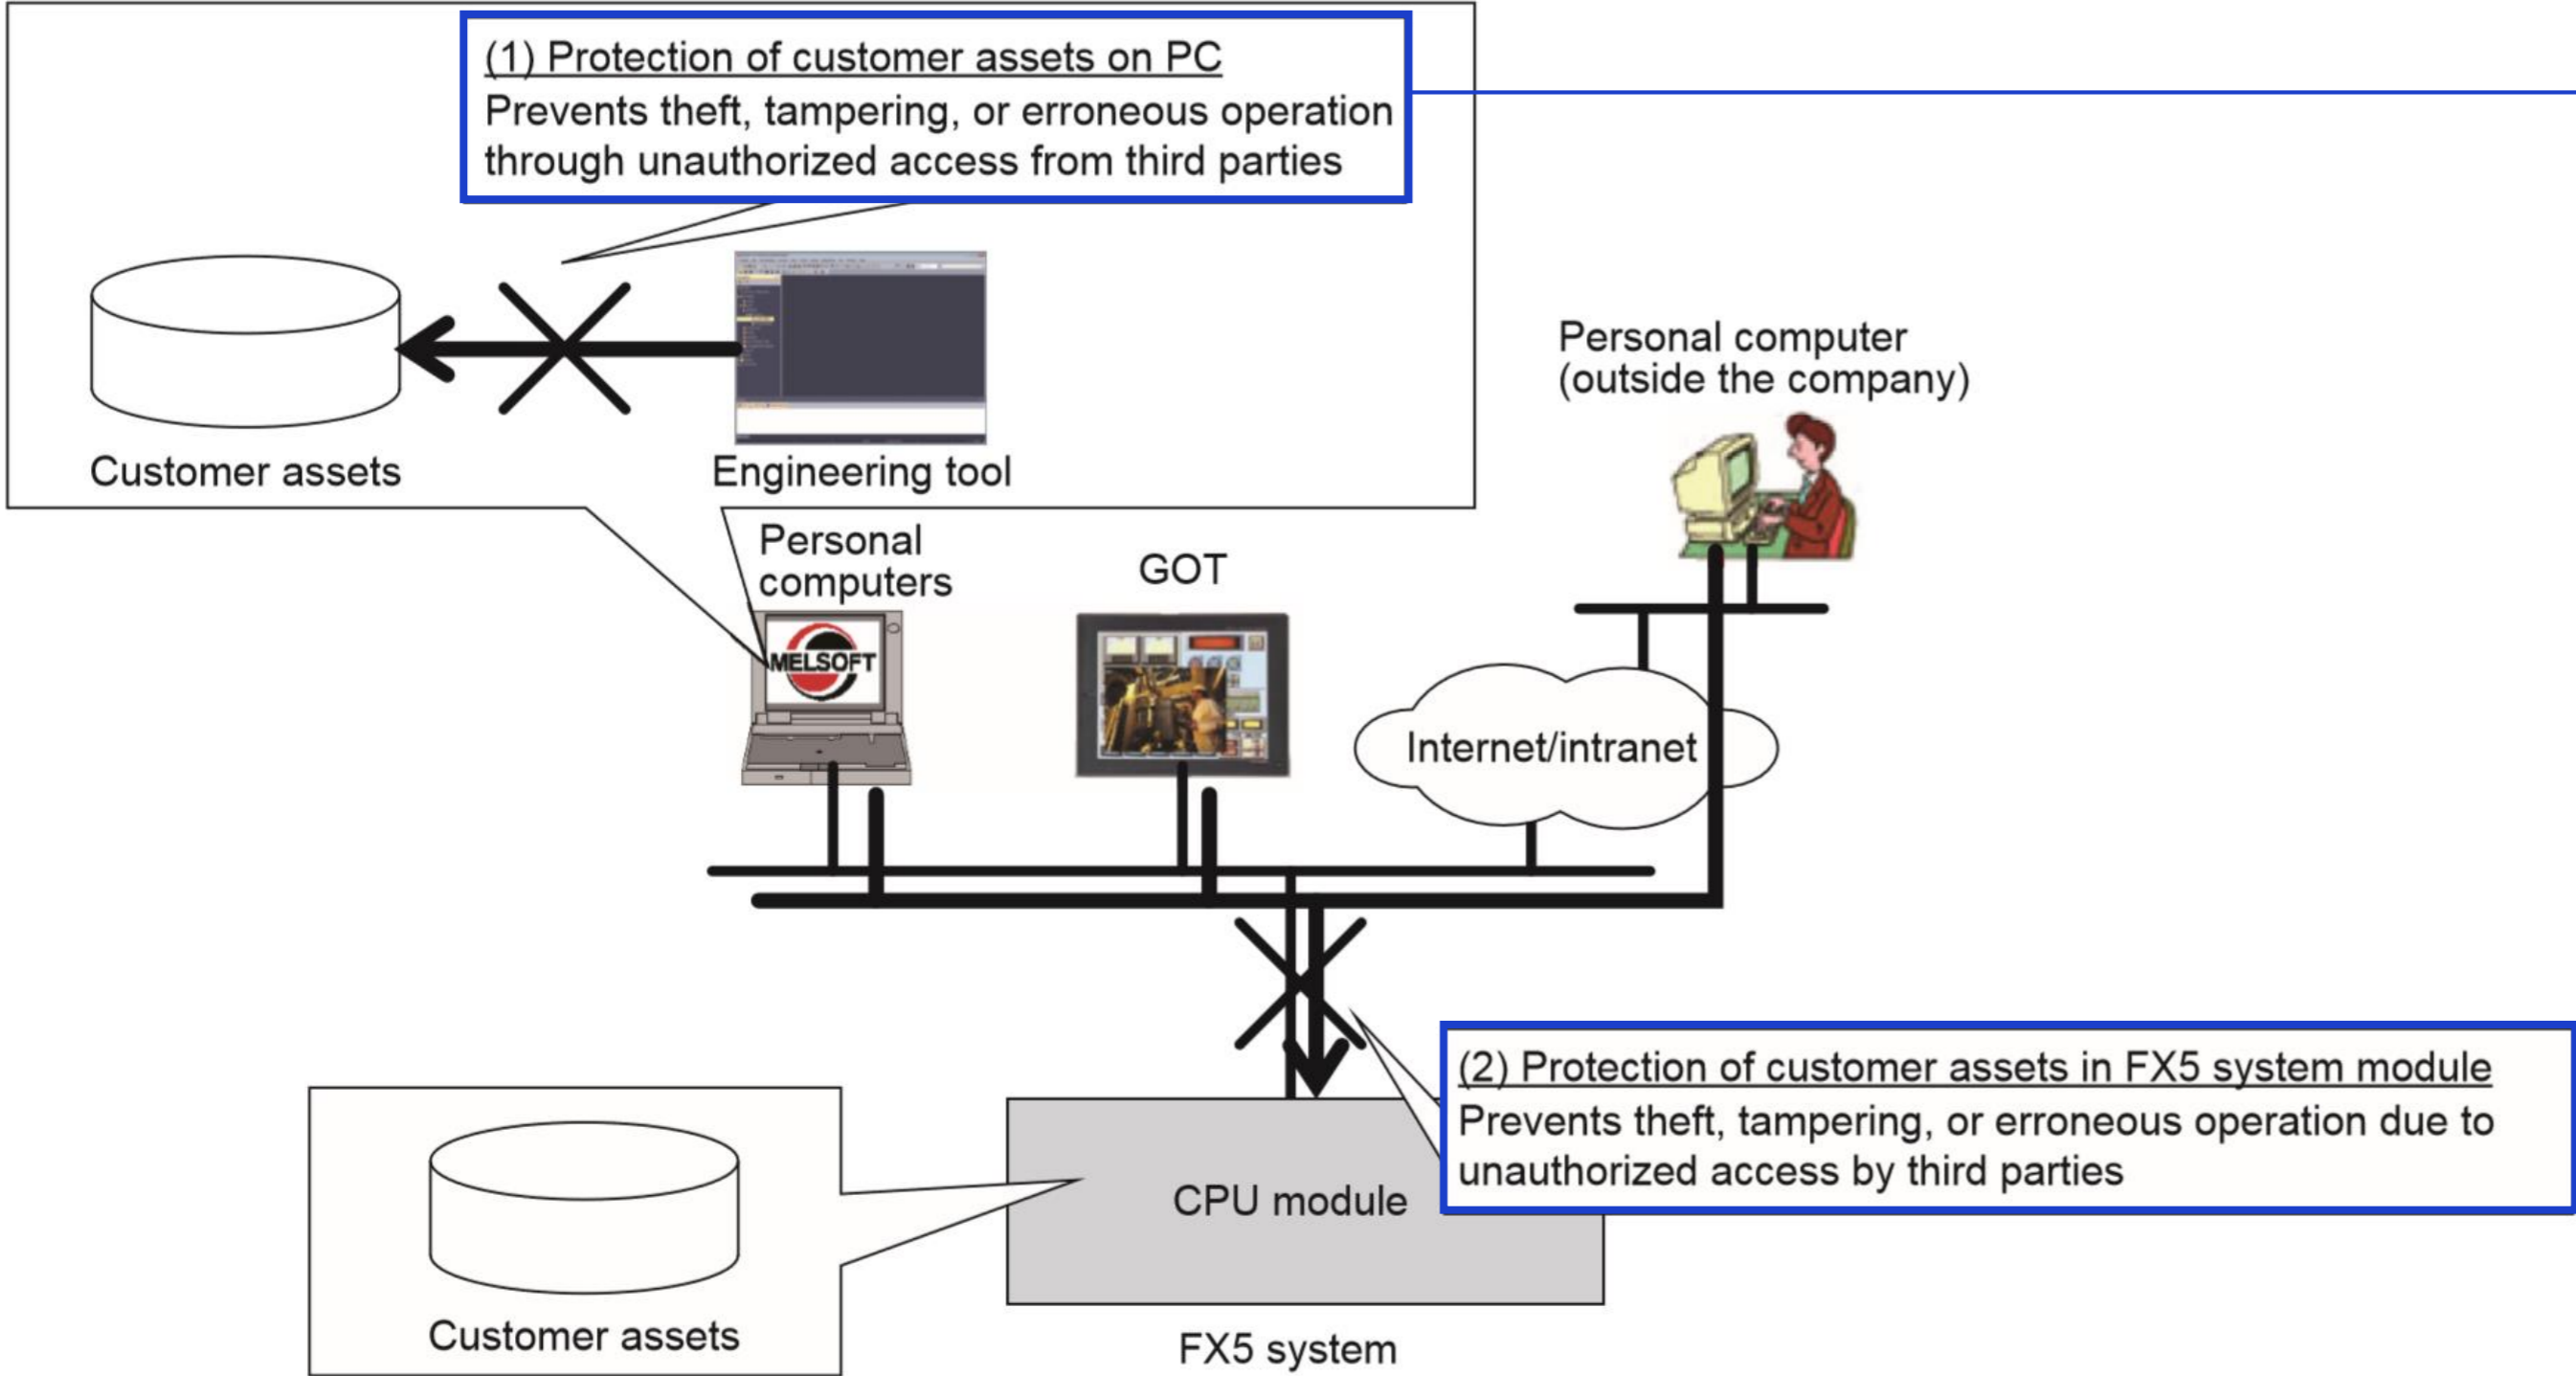 (1) Protection of customer assets on PC
Prevents theft, tampering, or erroneous operation
through unauthorized access from third parties
Customer assets
Engineering tool
Personal computer
(outside the company)
Personal
computers
GOT
MELSOFT
Internet/intranet
(2) Protection of customer assets in FX5 system module
Prevents theft, tampering, or erroneous operation due to
unauthorized access by third parties
CPU module
Customer assets
FX5 system